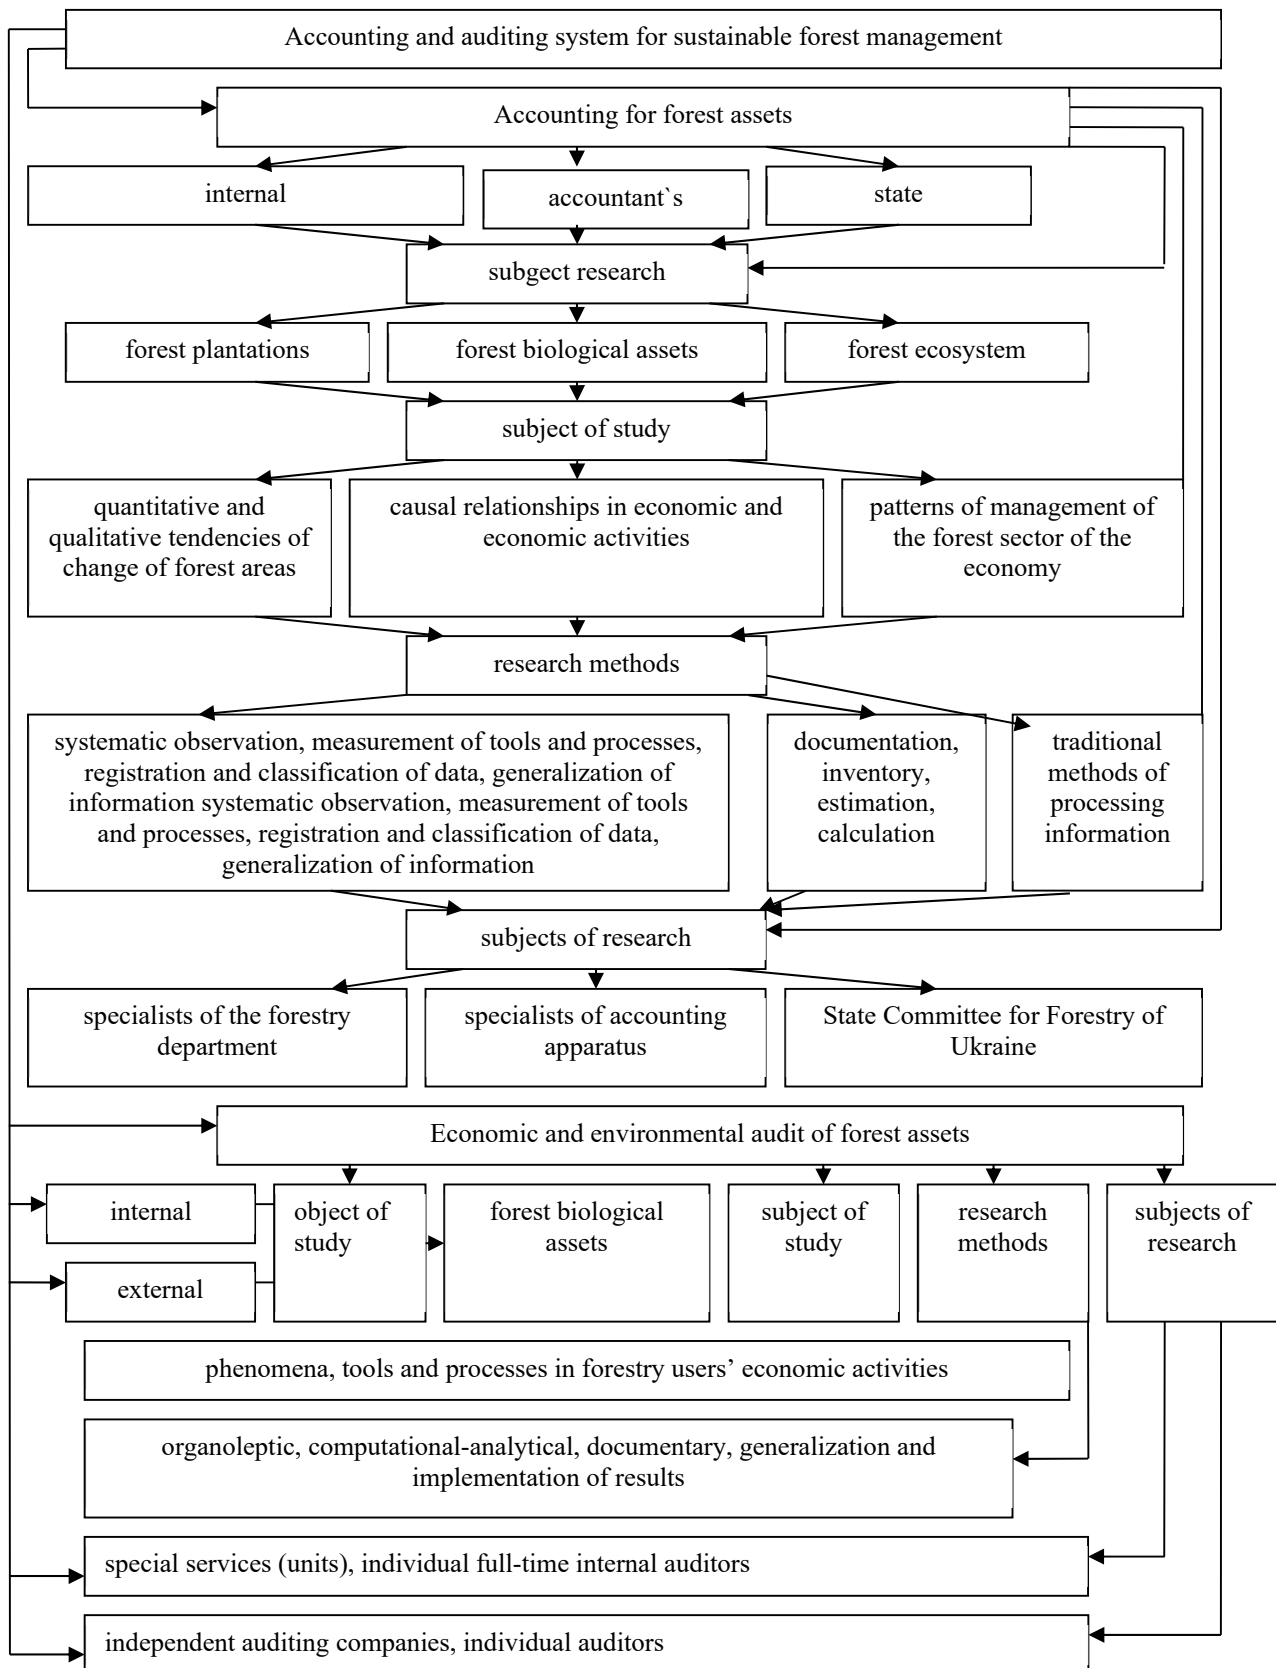 Accounting and auditing system for sustainable forest management
Accounting for forest assets
internal
accountant`s
state
subgect research
forest plantations
forest biological assets
forest ecosystem
subject of study
quantitative and
qualitative tendencies of
change of forest areas
causal relationships in economic and
economic activities
patterns of management of
the forest sector of the
economy
research methods
systematic observation, measurement of tools and processes,
registration and classification of data, generalization of
information systematic observation, measurement of tools
and processes, registration and classification of data,
generalization of information
documentation,
inventory,
estimation,
calculation
traditional
methods of
processing
information
subjects of research
specialists of the forestry
department
specialists of accounting
apparatus
State Committee for Forestry of
Ukraine
Economic and environmental audit of forest assets
internal
external
object of
study
forest biological
assets
subject of
study
research
methods
subjects of
research
phenomena, tools and processes in forestry users’ economic activities
organoleptic, computational-analytical, documentary, generalization and
implementation of results
special services (units), individual full-time internal auditors
independent auditing companies, individual auditors